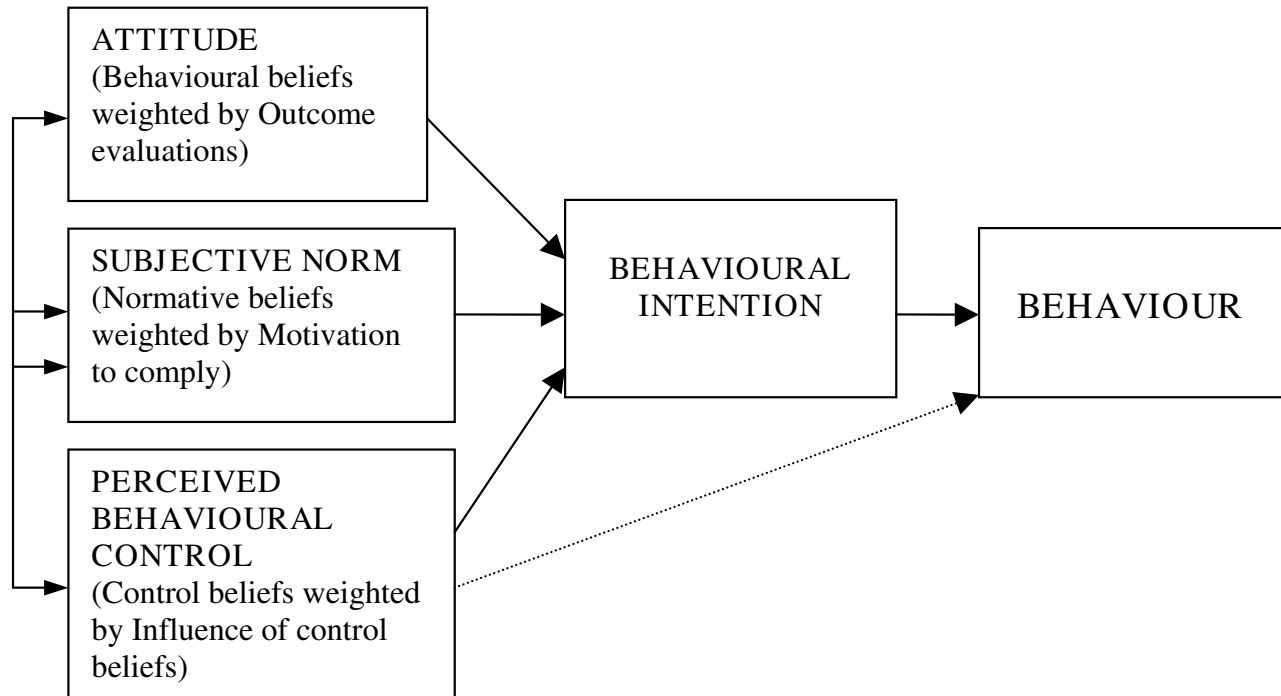 ATTITUDE
(Behavioural beliefs
weighted by Outcome
evaluations)
SUBJECTIVE NORM
(Normative beliefs
weighted by Motivation
to comply)
PERCEIVED
BEHAVIOURAL
CONTROL
(Control beliefs weighted
by Influence of control
beliefs)
BEHAVIOURAL
INTENTION
BEHAVIOUR